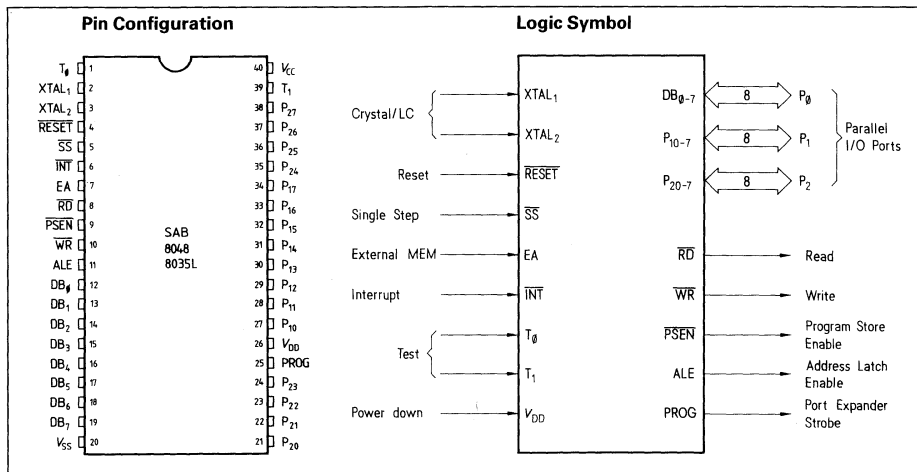 Pin Configuration
T0 1
XTAL1 2
XTAL2 3
RESET 4
SS 5
INT 6
EA 7
RD 8
PSEN 9
WR 10
ALE 11
DB0 12
DB1 13
DB2 14
DB3 15
DB4 16
DB5 17
DB6 18
DB7 19
VSS 20
SAB
8048
8035L
40 VCC
39 T1
38 P27
37 P26
36 P25
35 P24
34 P17
33 P16
32 P15
31 P14
30 P13
29 P12
28 P11
27 P10
26 VDD
25 PROG
24 P23
23 P22
22 P21
21 P20
Logic Symbol
Crystal/LC
Reset
Single Step
External MEM
Interrupt
Test
Power down
XTAL1
XTAL2
RESET
SS
EA
INT
T0
T1
VDD
DB0-7
P10-7
P20-7
RD
WR
PSEN
ALE
PROG
8 P0
8 P1
8 P2
Parallel
I/O Ports
Read
Write
Program Store
Enable
Address Latch
Enable
Port Expander
Strobe